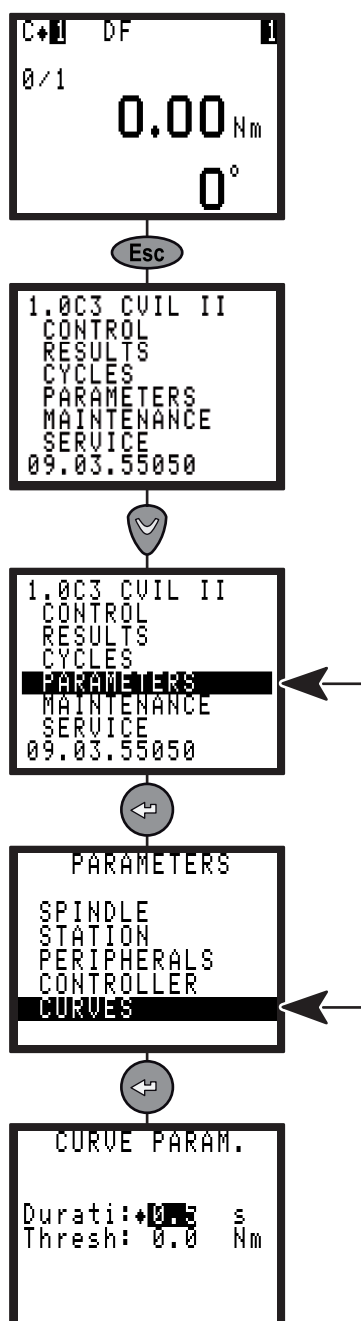 C♦1 DF 1
0/1
0.00 Nm
0°
Esc
1.0C3 CVIL II
CONTROL
RESULTS
CYCLES
PARAMETERS
MAINTENANCE
SERVICE
09.03.55050
1.0C3 CVIL II
CONTROL
RESULTS
CYCLES
PARAMETERS
MAINTENANCE
SERVICE
09.03.55050
PARAMETERS
SPINDLE
STATION
PERIPHERALS
CONTROLLER
CURVES
CURVE PARAM.
Durati:♦0.5 s
Thresh: 0.0 Nm